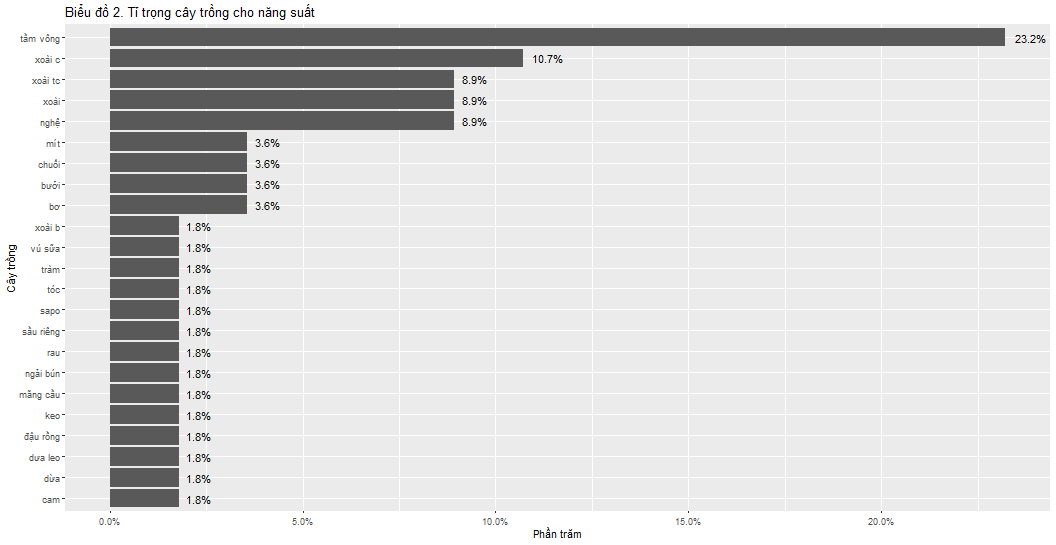 Biểu đồ 2. Tỉ trọng cây trồng cho năng suất
tầm vông 23.2%
xoài c 10.7%
xoài tc 8.9%
xoài 8.9%
nghệ 8.9%
mít 3.6%
chuối 3.6%
bưởi 3.6%
bơ 3.6%
xoài b 1.8%
vú sữa 1.8%
tràm 1.8%
tóc 1.8%
sapo 1.8%
sầu riêng 1.8%
rau 1.8%
ngải bún 1.8%
mãng cầu 1.8%
keo 1.8%
đậu rồng 1.8%
dưa leo 1.8%
dừa 1.8%
cam 1.8%
Cây trồng
0.0% 5.0% 10.0% 15.0% 20.0%
Phần trăm